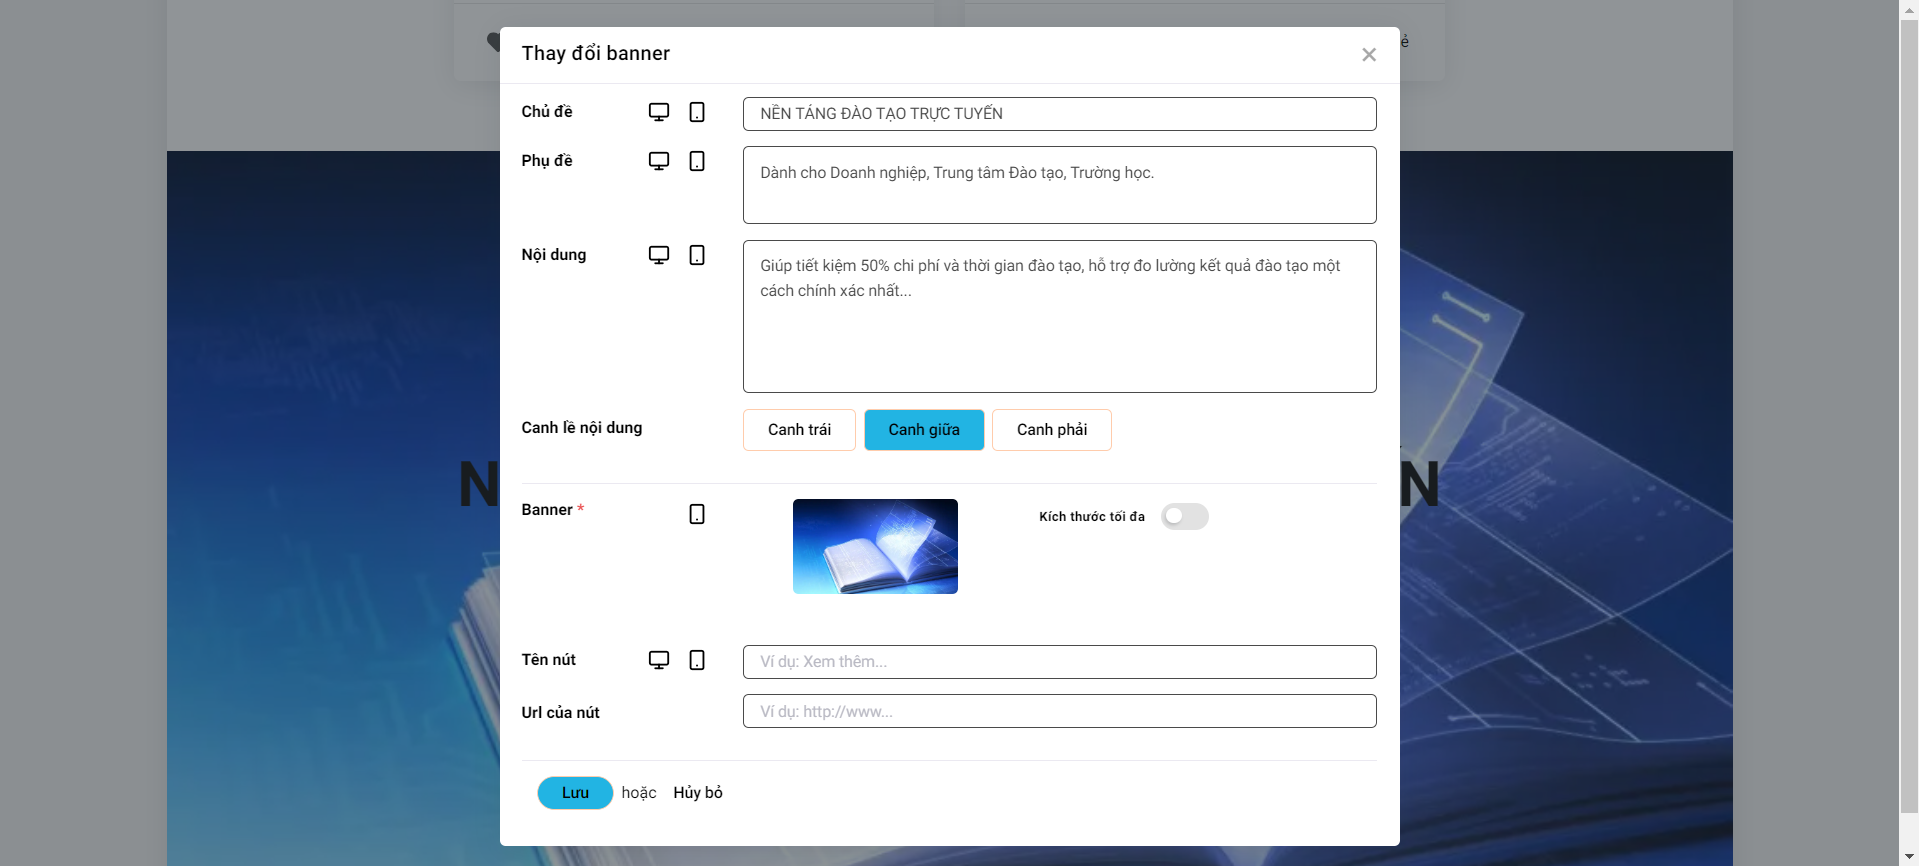 Thay đổi banner
Chủ đề
NỀN TẢNG ĐÀO TẠO TRỰC TUYẾN
Phụ đề
Dành cho Doanh nghiệp, Trung tâm Đào tạo, Trường học.
Nội dung
Giúp tiết kiệm 50% chi phí và thời gian đào tạo, hỗ trợ đo lường kết quả đào tạo một
cách chính xác nhất...
Canh lề nội dung
Canh trái
Canh giữa
Canh phải
Banner *
Kích thước tối đa
Tên nút
Ví dụ: Xem thêm...
Url của nút
Ví dụ: http://www...
Lưu hoặc Hủy bỏ